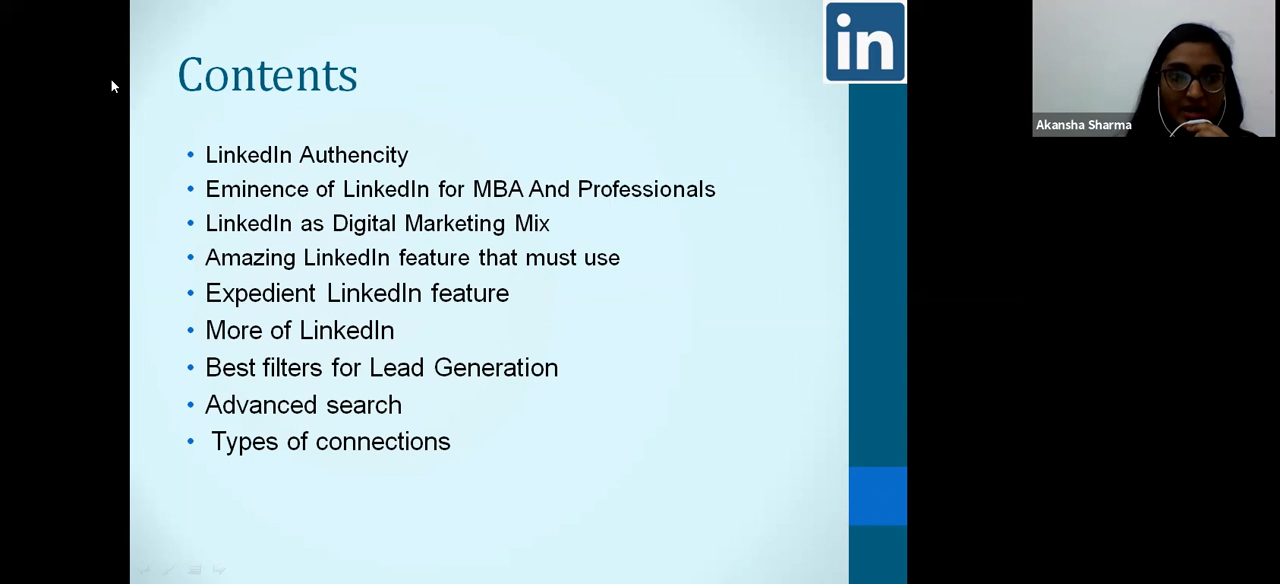 in
Contents
Akansha Sharma
• LinkedIn Authencity
• Eminence of LinkedIn for MBA And Professionals
• LinkedIn as Digital Marketing Mix
• Amazing LinkedIn feature that must use
• Expedient LinkedIn feature
• More of LinkedIn
• Best filters for Lead Generation
• Advanced search
• Types of connections